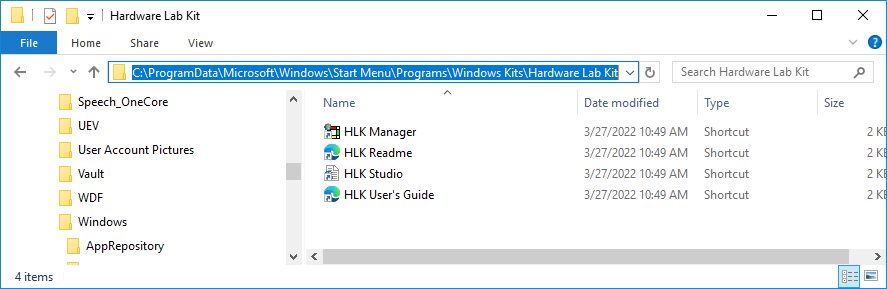 Hardware Lab Kit
File Home Share View
C:\ProgramData\Microsoft\Windows\Start Menu\Programs\Windows Kits\Hardware Lab Kit Search Hardware Lab Kit
Speech_OneCore
UEV
User Account Pictures
Vault
WDF
Windows
AppRepository
Name Date modified Type Size
HLK Manager 3/27/2022 10:49 AM Shortcut 2 KB
HLK Readme 3/27/2022 10:49 AM Shortcut 2 KB
HLK Studio 3/27/2022 10:49 AM Shortcut 2 KB
HLK User's Guide 3/27/2022 10:49 AM Shortcut 2 KB
4 items